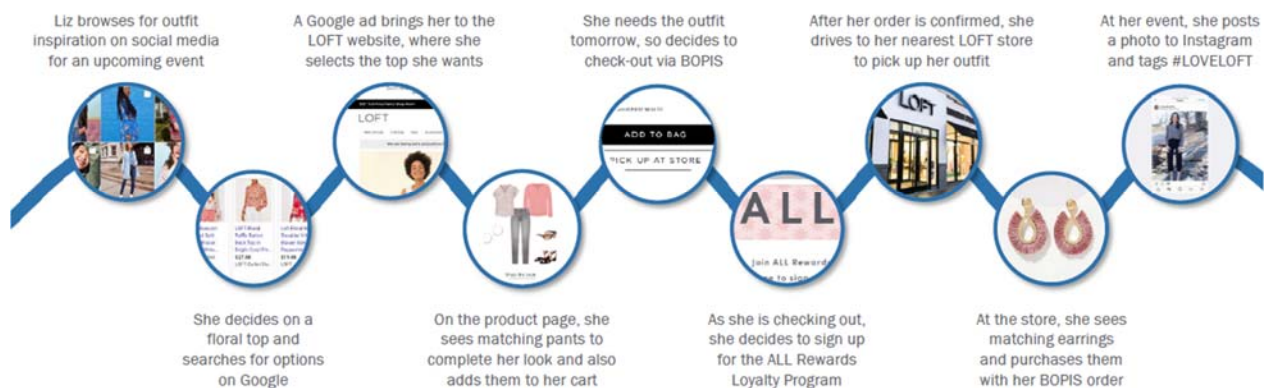 Liz browses for outfit
inspiration on social media
for an upcoming event
She decides on a
floral top and
searches for options
on Google
A Google ad brings her to the
LOFT website, where she
selects the top she wants
LOFT
On the product page, she
sees matching pants to
complete her look and also
adds them to her cart
She needs the outfit
tomorrow, so decides to
check-out via BOPIS
ADD TO BAG
PICK UP AT STORE
ALL
Join ALL Rewards
As she is checking out,
she decides to sign up
for the ALL Rewards
Loyalty Program
After her order is confirmed, she
drives to her nearest LOFT store
to pick up her outfit
LOFT
At the store, she sees
matching earrings
and purchases them
with her BOPIS order
At her event, she posts
a photo to Instagram
and tags #LOVELOFT